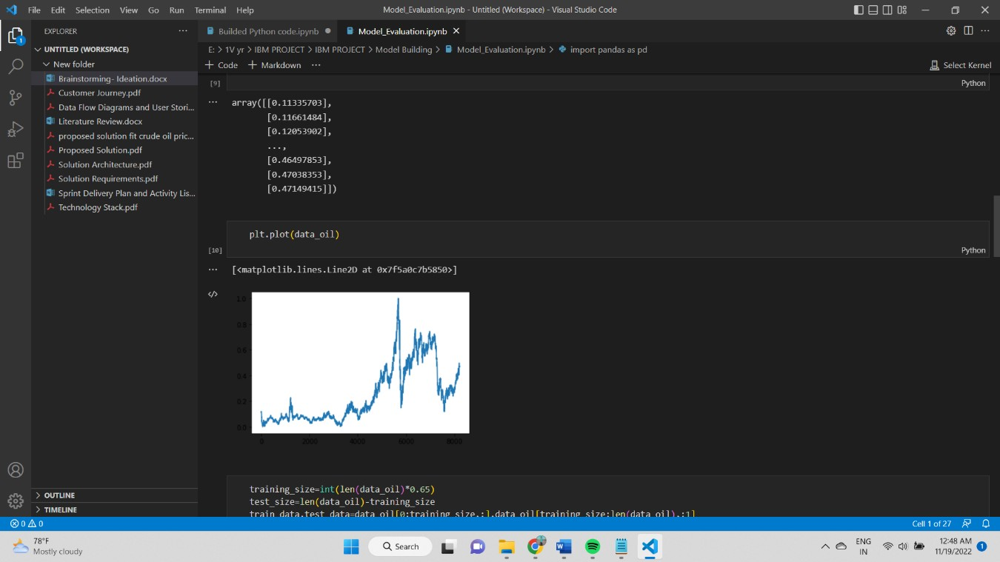 File Edit Selection View Go Run Terminal Help
Model_Evaluation.ipynb - Untitled (Workspace) - Visual Studio Code
EXPLORER
1
UNTITLED (WORKSPACE)
New folder
Brainstorming- Ideation.docx
Customer Journey.pdf
Data Flow Diagrams and User Stori...
Literature Review.docx
proposed solution fit crude oil pric...
Proposed Solution.pdf
Solution Architecture.pdf
Solution Requirements.pdf
Sprint Delivery Plan and Activity Lis...
Technology Stack.pdf
OUTLINE
TIMELINE
Builded Python code.ipynb
Model_Evaluation.ipynb
E: > 1V yr > IBM PROJECT > IBM PROJECT > Model Building > Model_Evaluation.ipynb > import pandas as pd
+ Code + Markdown ...
Select Kernel
[9]
Python
array([[0.11335703],
[0.11661484],
[0.12053902],
...,
[0.46497853],
[0.47038353],
[0.47149415]])
plt.plot(data_oil)
[10]
Python
[<matplotlib.lines.Line2D at 0x7f5a0c7b5850>]
1.0
0.8
0.6
0.4
0.2
0.0
0 2000 4000 6000 8000
training_size=int(len(data_oil)*0.65)
test_size=len(data_oil)-training_size
train_data,test_data=data_oil[0:training_size,:],data_oil[training_size:len(data_oil),:1]
0 0
Cell 1 of 27
78°F
Mostly cloudy
Search
ENG
IN
12:48 AM
11/19/2022
1